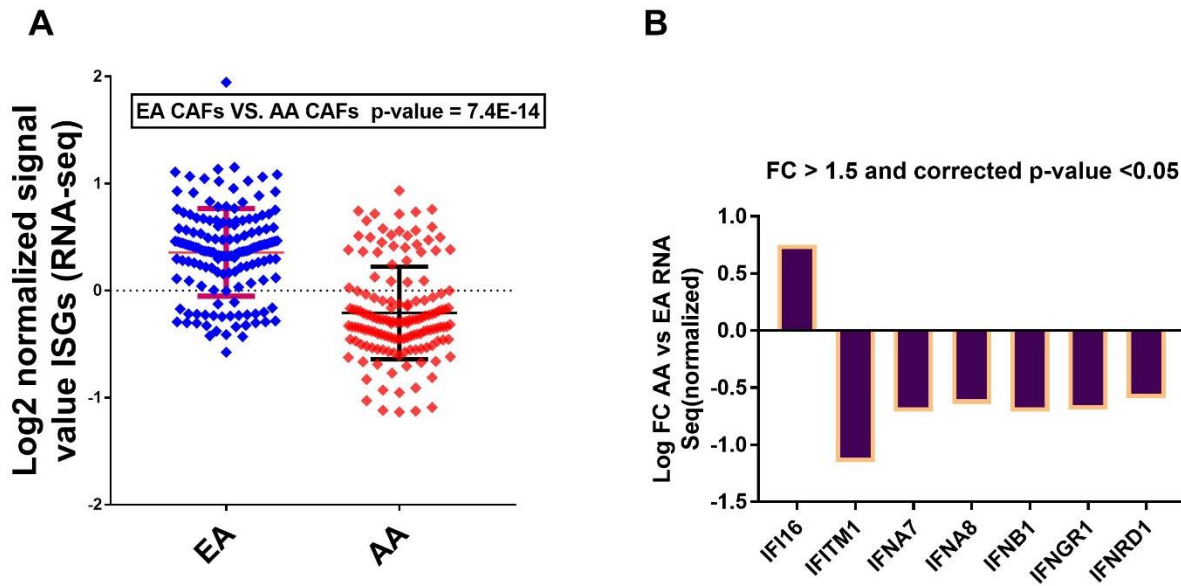 A
Log2 normalized signal
value ISGs (RNA-seq)
2
1
0
-1
-2
EA CAFs VS. AA CAFs p-value = 7.4E-14
EA
AA
B
FC > 1.5 and corrected p-value <0.05
Log FC AA vs EA RNA
Seq(normalized)
1.0
0.5
0.0
-0.5
-1.0
-1.5
IFI16
IFITM1
IFNA7
IFNA8
IFNB1
IFNGR1
IFNRD1